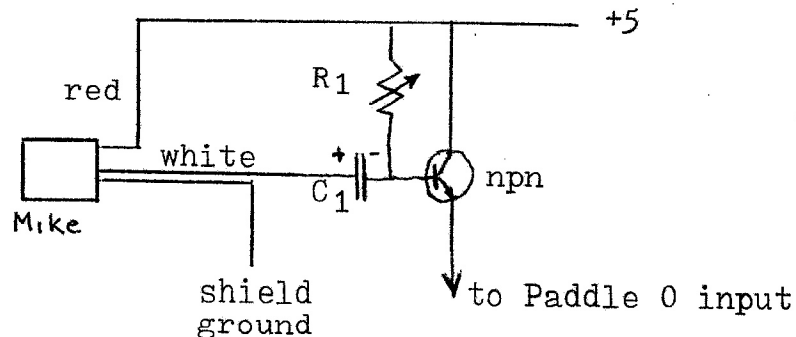 +5
R1
red
white
+ -
C1
npn
Mike
to Paddle 0 input
shield
ground